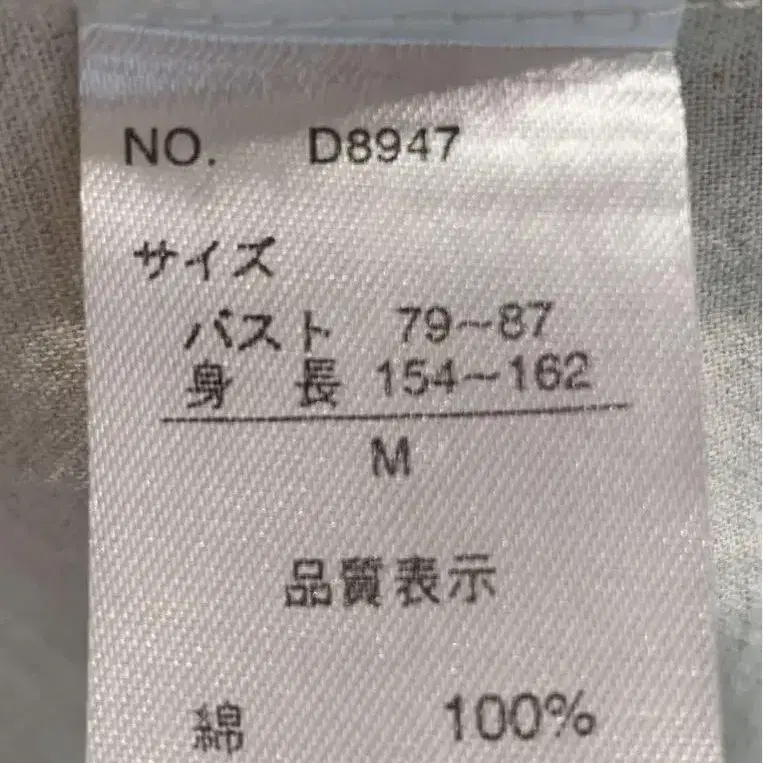 NO. D8947
サイズ
バスト 79~87
身 長 154~162
M
品質表示
綿 100%